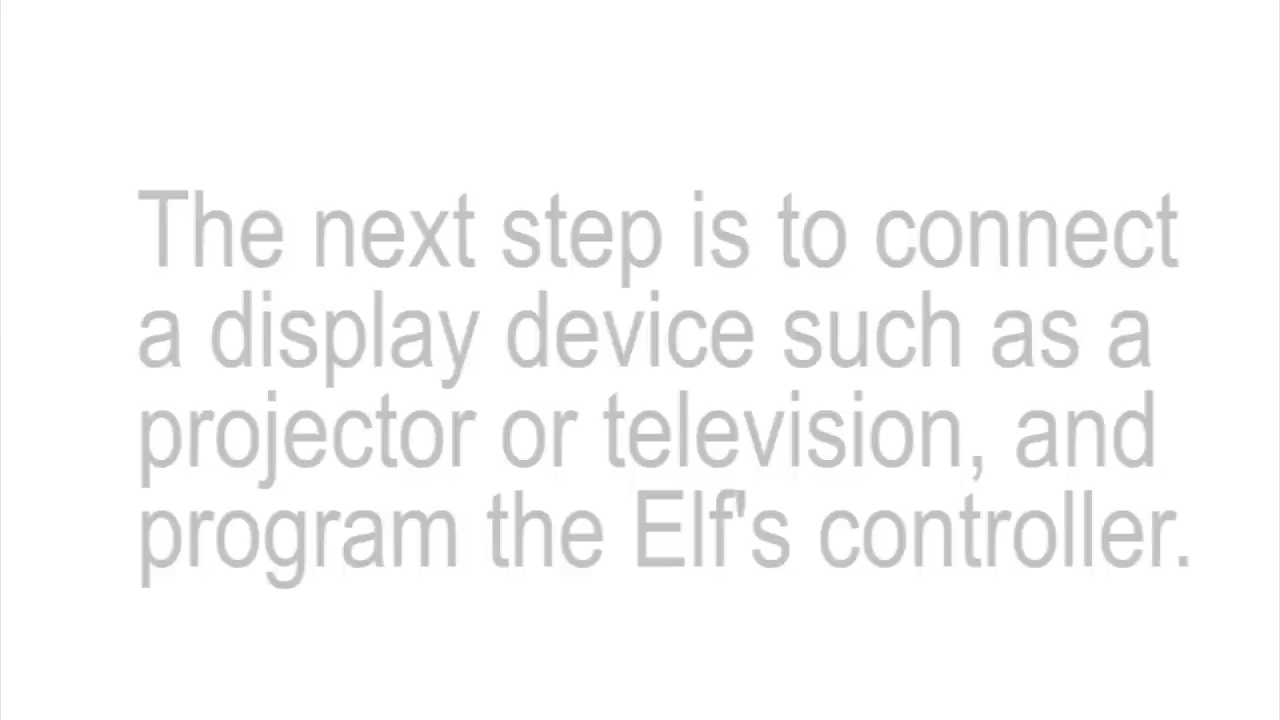 The next step is to connect
a display device such as a
projector or television, and
program the Elf's controller.